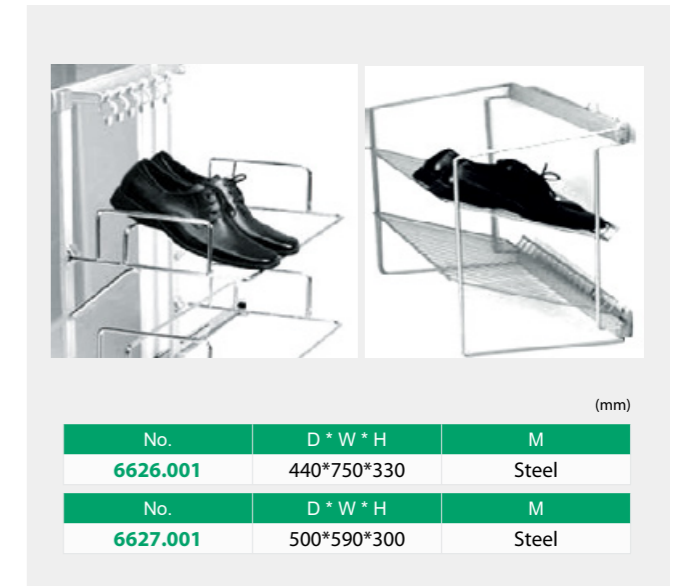 (mm)
No. D * W * H M
6626.001 440*750*330 Steel
No. D * W * H M
6627.001 500*590*300 Steel